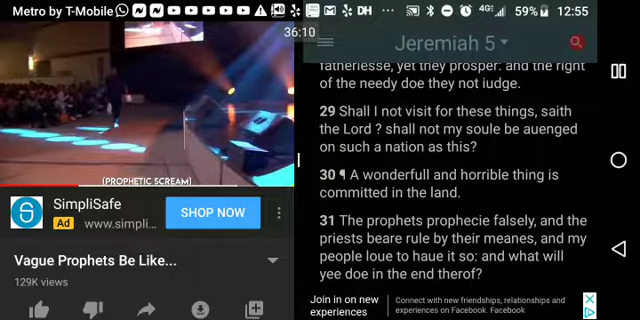 Metro by T-Mobile
DH ... 4G 59% 12:55
36:10
(PROPHETIC SCREAM)
SimpliSafe
Ad www.simpli...
SHOP NOW
Vague Prophets Be Like...
129K views
Jeremiah 5
fatherlesse, yet they prosper: and the right
of the needy doe they not iudge.
29 Shall I not visit for these things, saith
the Lord ? shall not my soule be auenged
on such a nation as this?
30 ¶ A wonderfull and horrible thing is
committed in the land.
31 The prophets prophecie falsely, and the
priests beare rule by their meanes, and my
people loue to haue it so: and what will
yee doe in the end therof?
Join in on new
experiences
Connect with new friendships, relationships and
experiences on Facebook. Facebook